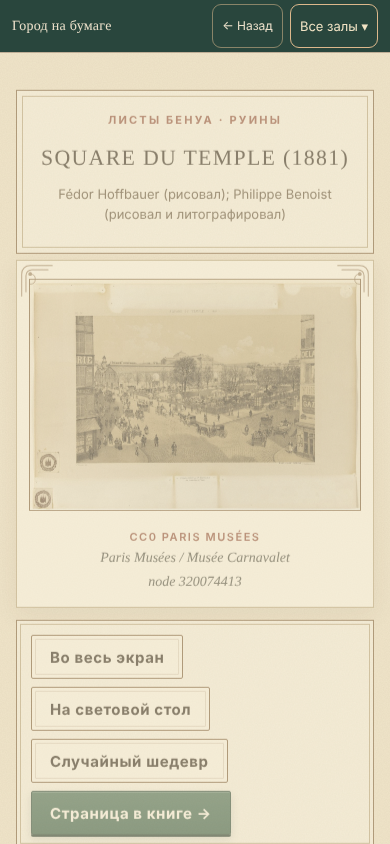 Город на бумаге
← Назад
Все залы ▾
ЛИСТЫ БЕНУА · РУИНЫ
SQUARE DU TEMPLE (1881)
Fédor Hoffbauer (рисовал); Philippe Benoist
(рисовал и литографировал)
CC0 PARIS MUSÉES
Paris Musées / Musée Carnavalet
node 320074413
Во весь экран
На световой стол
Случайный шедевр
Страница в книге →